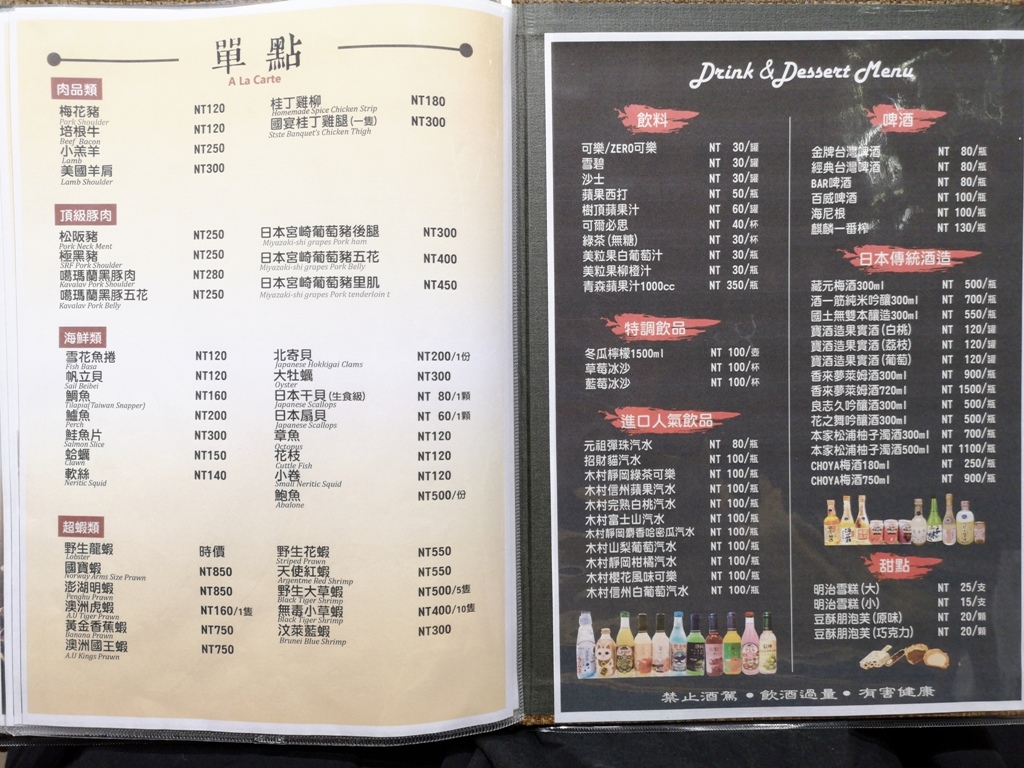 單點
A La Carte
肉品類
梅花豬 NT120
Pork Shoulder
培根牛 NT120
Beef Bacon
小羔羊 NT250
Lamb
美國羊肩 NT300
Lamb Shoulder
桂丁雞柳 NT180
Homemade Spice Chicken Strip
國宴桂丁雞腿(一隻) NT300
Stste Banquet's Chicken Thigh
頂級豚肉
松阪豬 NT250
Pork Neck Ment
極黑豬 NT250
SRF Pork Shoulder
噶瑪蘭黑豚肉 NT280
Kavalav Pork Shoulder
噶瑪蘭黑豚五花 NT250
Kavalav Pork Belly
日本宮崎葡萄豬後腿 NT300
Miyazaki-shi grapes Pork ham
日本宮崎葡萄豬五花 NT400
Miyazaki-shi grapes Pork Belly
日本宮崎葡萄豬里肌 NT450
Miyazaki-shi grapes Pork tenderloin t
海鮮類
雪花魚捲 NT120
Fish Basa
帆立貝 NT120
Sail Beibei
鯛魚 NT160
Tilapia(Taiwan Snapper)
鱸魚 NT200
Perch
鮭魚片 NT300
Salmon Slice
蛤蠣 NT150
Clawn
軟絲 NT140
Neritic Squid
北寄貝 NT200/1份
Japanese Hokkigai Clams
大牡蠣 NT300
Oyster
日本干貝(生食級) NT 80/1顆
Japanese Scallops
日本扇貝 NT 60/1顆
Japanese Scallops
章魚 NT120
Octopus
花枝 NT120
Cuttle Fish
小卷 NT120
Small Neritic Squid
鮑魚 NT500/份
Abalone
超蝦類
野生龍蝦 時價
Lobster
國寶蝦 NT850
Norway Arms Size Prawn
澎湖明蝦 NT850
Penghu Prawn
澳洲虎蝦 NT160/1隻
A.U Tiger Prawn
黃金香蕉蝦 NT750
Banana Prawn
澳洲國王蝦 NT750
A.U Kings Prawn
野生花蝦 NT550
Striped Prawn
天使紅蝦 NT550
Argentme Red Shrimp
野生大草蝦 NT500/5隻
Black Tiger Shrimp
無毒小草蝦 NT400/10隻
Black Tiger Shrimp
汶萊藍蝦 NT300
Brunei Blue Shrimp
Drink & Dessert Menu
飲料
可樂/ZERO可樂 NT 30/罐
雪碧 NT 30/罐
沙士 NT 30/罐
蘋果西打 NT 50/瓶
樹頂蘋果汁 NT 60/罐
可爾必思 NT 40/杯
綠茶(無糖) NT 30/杯
美粒果白葡萄汁 NT 30/瓶
美粒果柳橙汁 NT 30/瓶
青森蘋果汁1000cc NT 350/瓶
特調飲品
冬瓜檸檬1500ml NT 100/壺
草莓冰沙 NT 100/杯
藍莓冰沙 NT 100/杯
進口人氣飲品
元祖彈珠汽水 NT 80/瓶
招財貓汽水 NT 100/瓶
木村靜岡綠茶可樂 NT 100/瓶
木村信州蘋果汽水 NT 100/瓶
木村完熟白桃汽水 NT 100/瓶
木村富士山汽水 NT 100/瓶
木村靜岡麝香哈密瓜汽水 NT 100/瓶
木村山梨葡萄汽水 NT 100/瓶
木村靜岡柑橘汽水 NT 100/瓶
木村櫻花風味可樂 NT 100/瓶
木村信州白葡萄汽水 NT 100/瓶
啤酒
金牌台灣啤酒 NT 80/瓶
經典台灣啤酒 NT 80/瓶
BAR啤酒 NT 80/瓶
百威啤酒 NT 100/瓶
海尼根 NT 100/瓶
麒麟一番榨 NT 130/瓶
日本傳統酒造
藏元梅酒300ml NT 500/瓶
酒一筋純米吟釀300ml NT 700/瓶
國士無雙本釀造300ml NT 550/瓶
寶酒造果實酒(白桃) NT 120/罐
寶酒造果實酒(荔枝) NT 120/罐
寶酒造果實酒(葡萄) NT 120/罐
香來夢萊姆酒300ml NT 900/瓶
香來夢萊姆酒720ml NT 1500/瓶
良志久吟釀酒300ml NT 500/瓶
花之舞吟釀酒300ml NT 500/瓶
本家松浦柚子濁酒300ml NT 700/瓶
本家松浦柚子濁酒500ml NT 1100/瓶
CHOYA梅酒180ml NT 250/瓶
CHOYA梅酒750ml NT 900/瓶
甜點
明治雪糕(大) NT 25/支
明治雪糕(小) NT 15/支
豆酥朋泡芙(原味) NT 20/顆
豆酥朋泡芙(巧克力) NT 20/顆
禁止酒駕•飲酒過量•有害健康